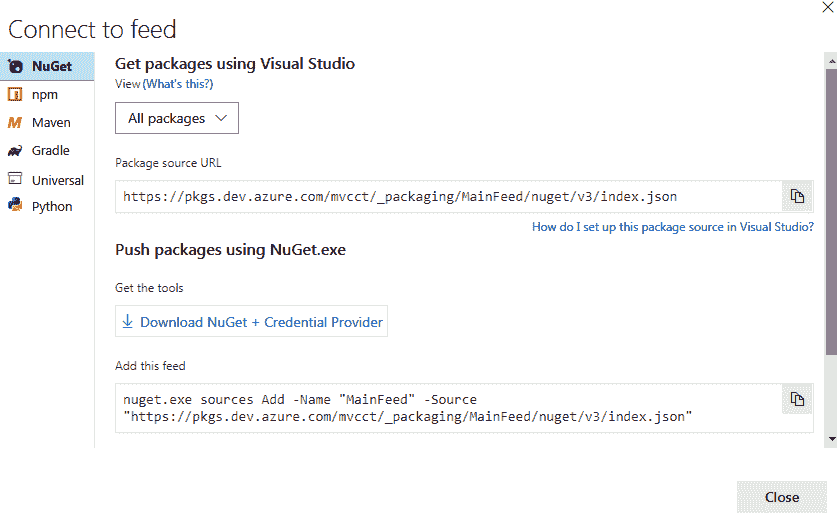 Connect to feed
NuGet
npm
Maven
Gradle
Universal
Python
Get packages using Visual Studio
View (What's this?)
All packages
Package source URL
https://pkgs.dev.azure.com/mvcct/_packaging/MainFeed/nuget/v3/index.json
How do I set up this package source in Visual Studio?
Push packages using NuGet.exe
Get the tools
Download NuGet + Credential Provider
Add this feed
nuget.exe sources Add -Name "MainFeed" -Source
"https://pkgs.dev.azure.com/mvcct/_packaging/MainFeed/nuget/v3/index.json"
Close